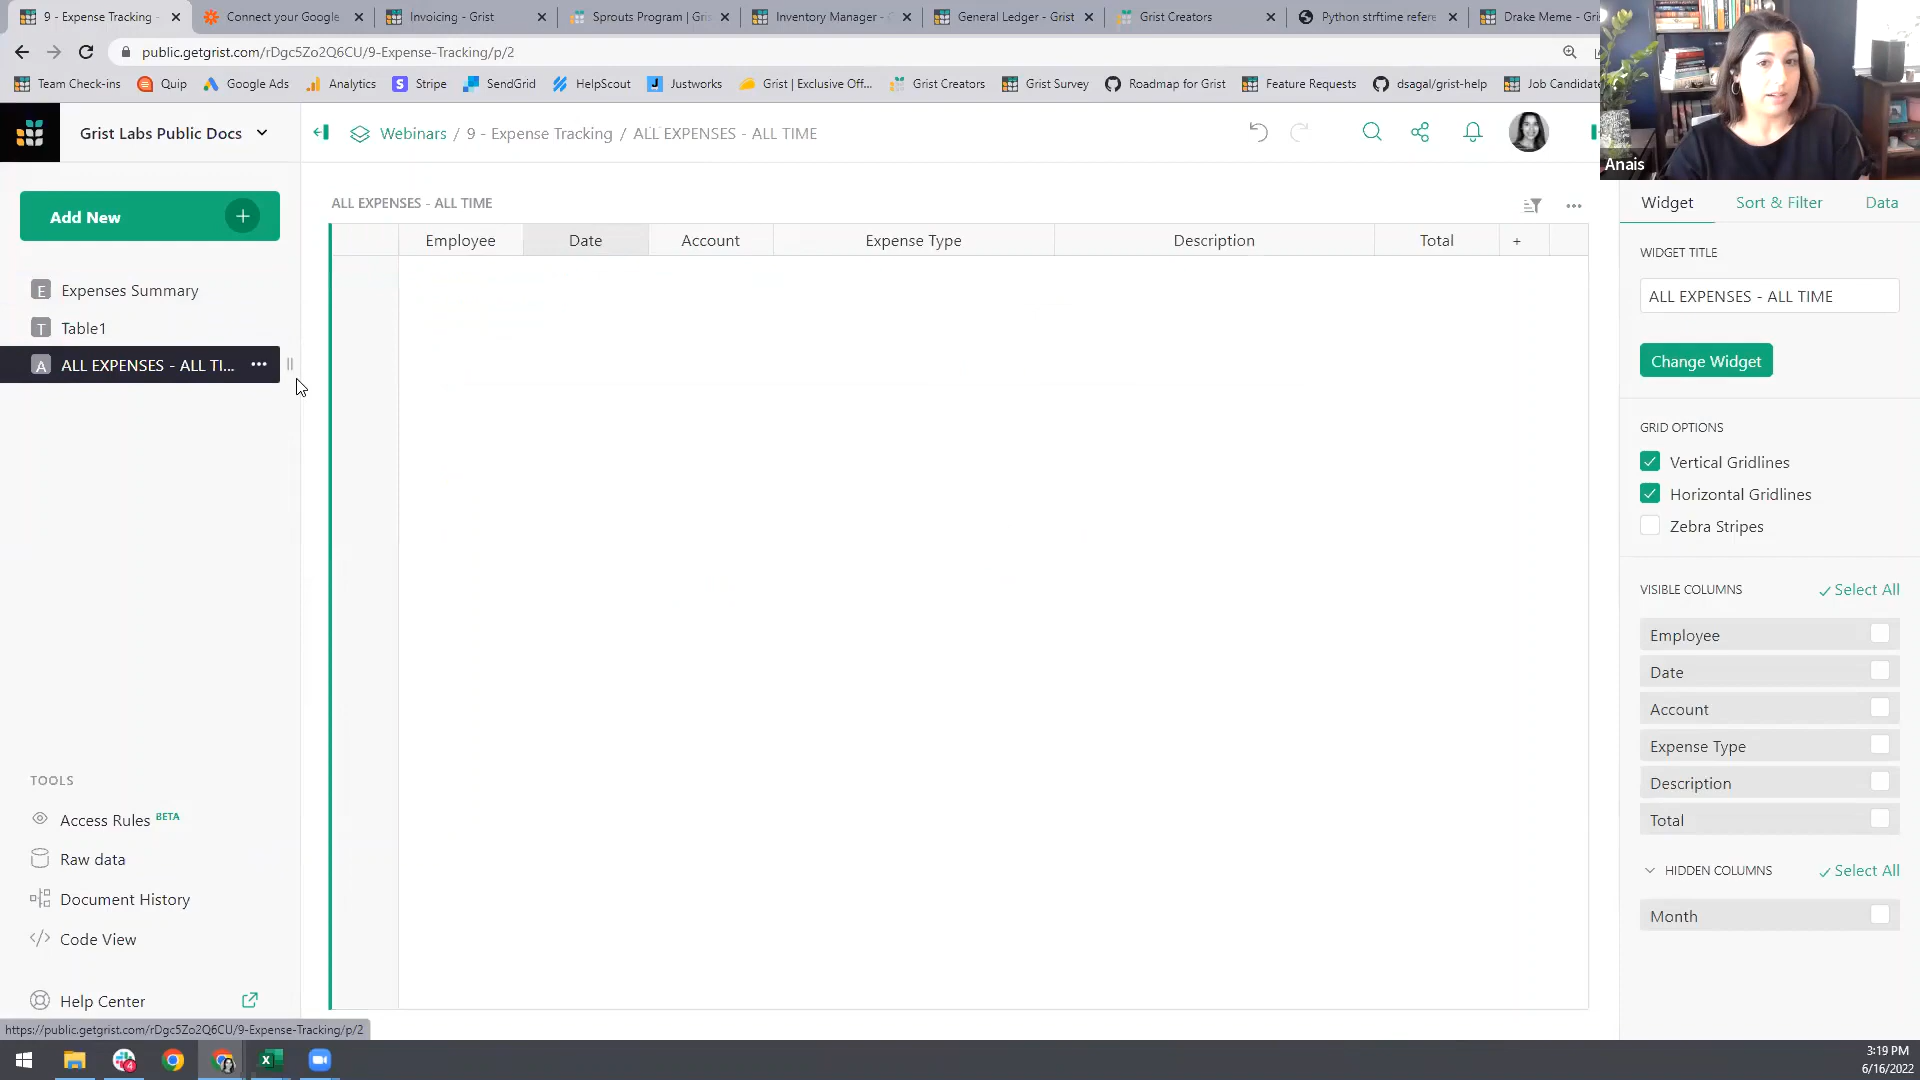 9 - Expense Tracking -
Connect your Google
Invoicing - Grist
Sprouts Program | Gris
Inventory Manager - G
General Ledger - Grist
Grist Creators
Python strftime refere
Drake Meme - Gri
public.getgrist.com/rDgc5Zo2Q6CU/9-Expense-Tracking/p/2
Team Check-ins
Quip
Google Ads
Analytics
Stripe
SendGrid
HelpScout
Justworks
Grist | Exclusive Off...
Grist Creators
Grist Survey
Roadmap for Grist
Feature Requests
dsagal/grist-help
Job Candidate
Anais
Grist Labs Public Docs
Webinars / 9 - Expense Tracking / ALL EXPENSES - ALL TIME
Add New
E Expenses Summary
T Table1
A ALL EXPENSES - ALL TI...
TOOLS
Access Rules BETA
Raw data
Document History
Code View
Help Center
https://public.getgrist.com/rDgc5Zo2Q6CU/9-Expense-Tracking/p/2
ALL EXPENSES - ALL TIME
Employee Date Account Expense Type Description Total +
Widget Sort & Filter Data
WIDGET TITLE
ALL EXPENSES - ALL TIME
Change Widget
GRID OPTIONS
Vertical Gridlines
Horizontal Gridlines
Zebra Stripes
VISIBLE COLUMNS Select All
Employee
Date
Account
Expense Type
Description
Total
HIDDEN COLUMNS Select All
Month
4
3:19 PM
6/16/2022